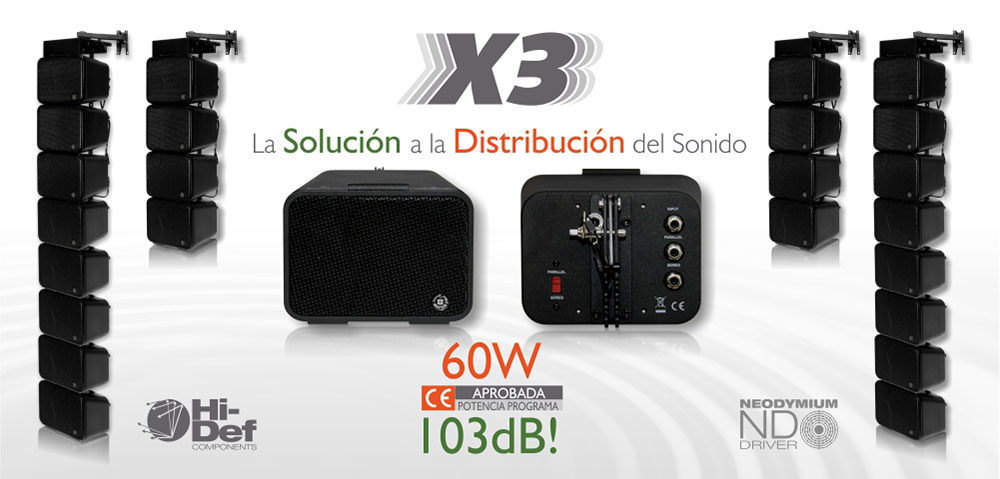 X3
La Solución a la Distribución del Sonido
INPUT
PARALLEL
SERIES
PARALLEL
SERIES
CE
60W
CE APROBADA
POTENCIA PROGRAMA
103dB!
Hi-
Def
COMPONENTS
NEODYMIUM
ND
DRIVER